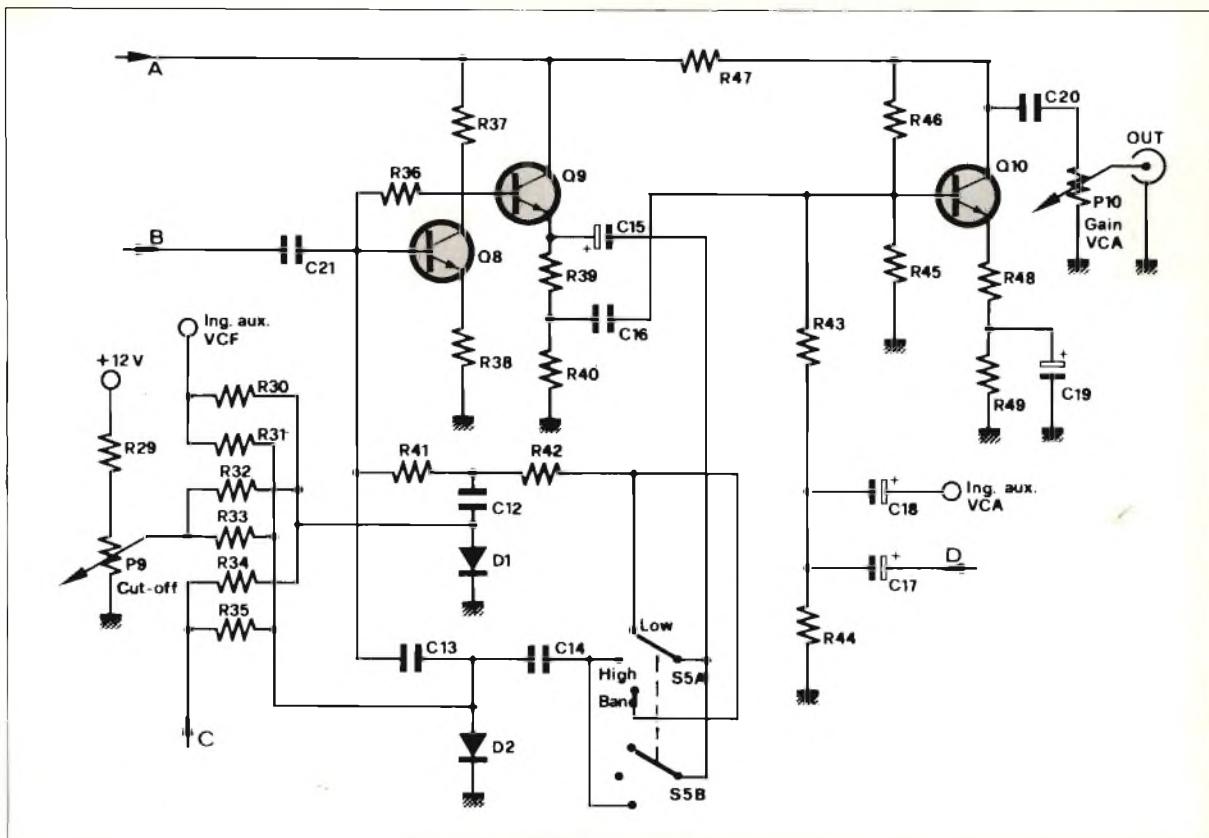 A
R47
C20
R37
R46
OUT
R36
Q9
Q10
P10
Gain
VCA
B
C15
C21
Q8
R39
R45
R48
Ing. aux.
VCF
C16
R43
+12 V
R38
R40
R30
R49
C19
R31
R29
R41
R42
R32
C12
Ing. aux.
VCA
C18
R33
P9
Cut-off
R34
D1
C17
D
R35
Low
R44
C13
C14
S5A
High
Band
C
D2
S5B